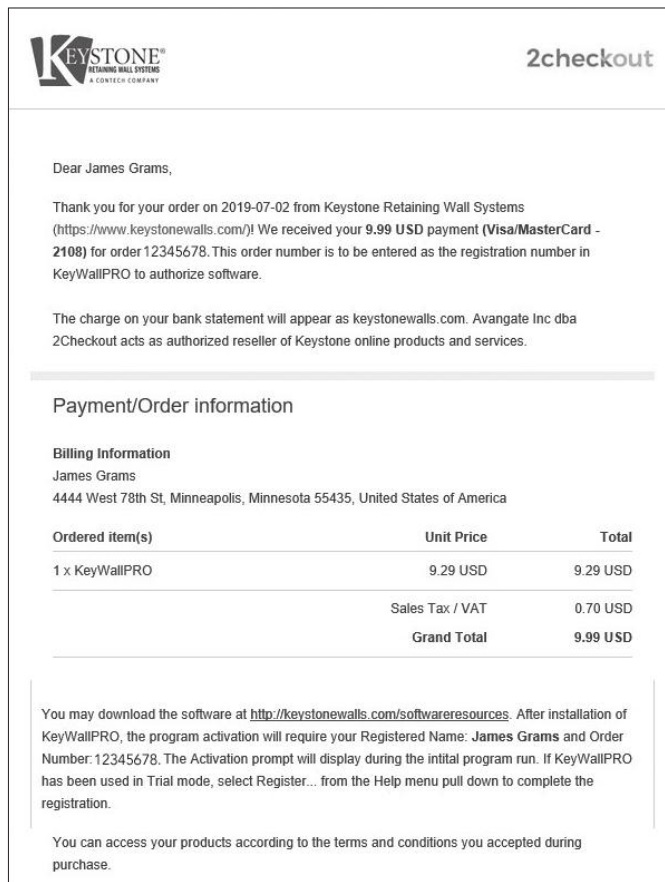 KEYSTONE®
RETAINING WALL SYSTEMS
A CONTECH COMPANY
2checkout
Dear James Grams,
Thank you for your order on 2019-07-02 from Keystone Retaining Wall Systems
(https://www.keystonewalls.com/)! We received your 9.99 USD payment (Visa/MasterCard -
2108) for order 12345678. This order number is to be entered as the registration number in
KeyWallPRO to authorize software.
The charge on your bank statement will appear as keystonewalls.com. Avangate Inc dba
2Checkout acts as authorized reseller of Keystone online products and services.
Payment/Order information
Billing Information
James Grams
4444 West 78th St, Minneapolis, Minnesota 55435, United States of America
Ordered item(s) Unit Price Total
1 x KeyWallPRO 9.29 USD 9.29 USD
Sales Tax / VAT 0.70 USD
Grand Total 9.99 USD
You may download the software at http://keystonewalls.com/softwareresources. After installation of
KeyWallPRO, the program activation will require your Registered Name: James Grams and Order
Number: 12345678. The Activation prompt will display during the intital program run. If KeyWallPRO
has been used in Trial mode, select Register... from the Help menu pull down to complete the
registration.
You can access your products according to the terms and conditions you accepted during
purchase.